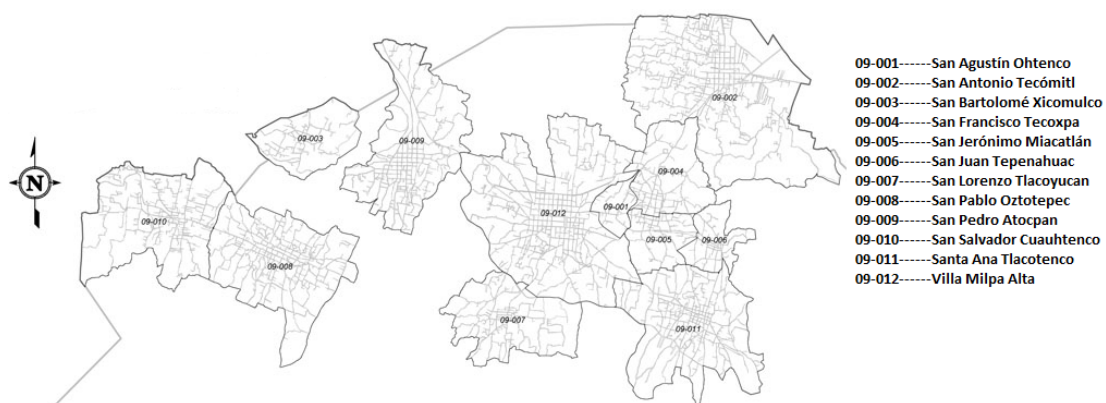 09-001------San Agustín Ohtenco
09-002------San Antonio Tecómitl
09-003------San Bartolomé Xicomulco
09-004------San Francisco Tecoxpa
09-005------San Jerónimo Miacatlán
09-006------San Juan Tepenahuac
09-007------San Lorenzo Tlacoyucan
09-008------San Pablo Oztotepec
09-009------San Pedro Atocpan
09-010------San Salvador Cuauhtenco
09-011------Santa Ana Tlacotenco
09-012------Villa Milpa Alta
N
09-002
09-003
09-009
09-004
09-010
09-012
09-001
09-005
09-006
09-008
09-007
09-011